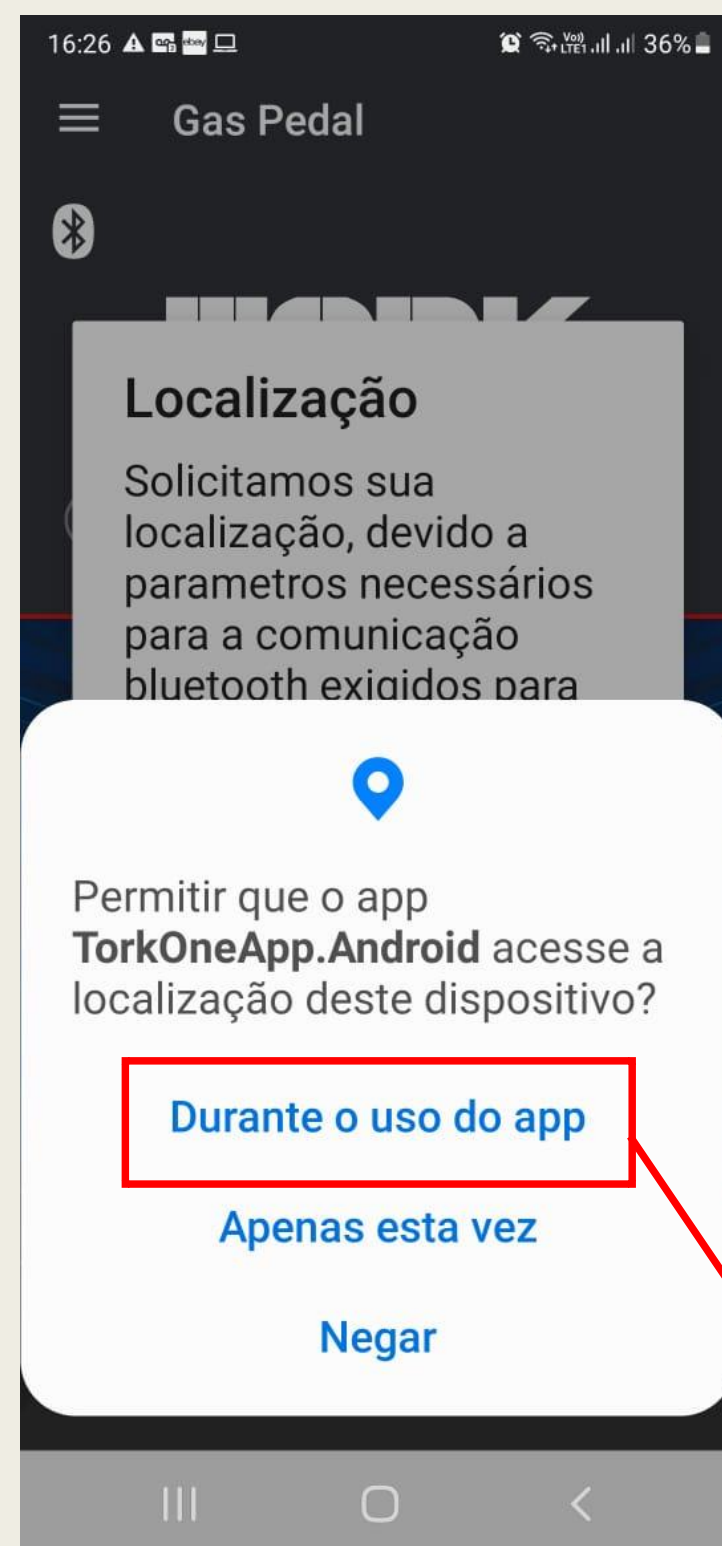 16:26
LTE1 36%
Gas Pedal
Localização
Solicitamos sua
localização, devido a
parametros necessários
para a comunicação
bluetooth exigidos para
Permitir que o app
TorkOneApp.Android acesse a
localização deste dispositivo?
Durante o uso do app
Apenas esta vez
Negar